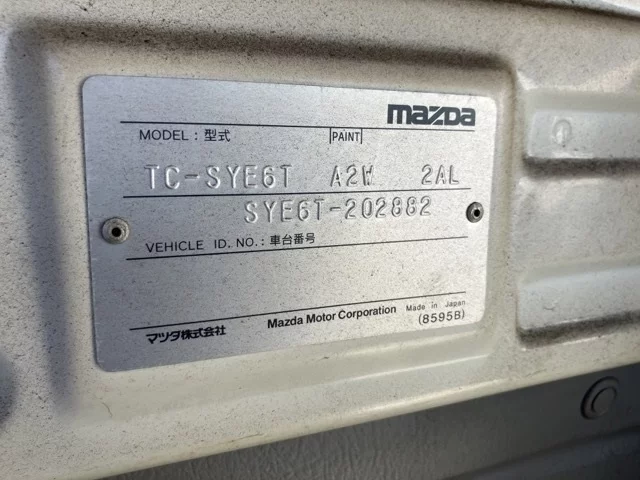 mazda
MODEL : 型式 PAINT
TC-SYE6T A2W 2AL
SYE6T-202882
VEHICLE ID. NO. : 車台番号
マツダ株式会社 Mazda Motor Corporation Made in Japan
(8595B)